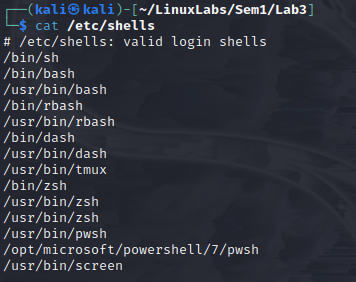 ┌──(kali㉿kali)-[~/LinuxLabs/Sem1/Lab3]
└─$ cat /etc/shells
# /etc/shells: valid login shells
/bin/sh
/bin/bash
/usr/bin/bash
/bin/rbash
/usr/bin/rbash
/bin/dash
/usr/bin/dash
/usr/bin/tmux
/bin/zsh
/usr/bin/zsh
/usr/bin/zsh
/usr/bin/pwsh
/opt/microsoft/powershell/7/pwsh
/usr/bin/screen